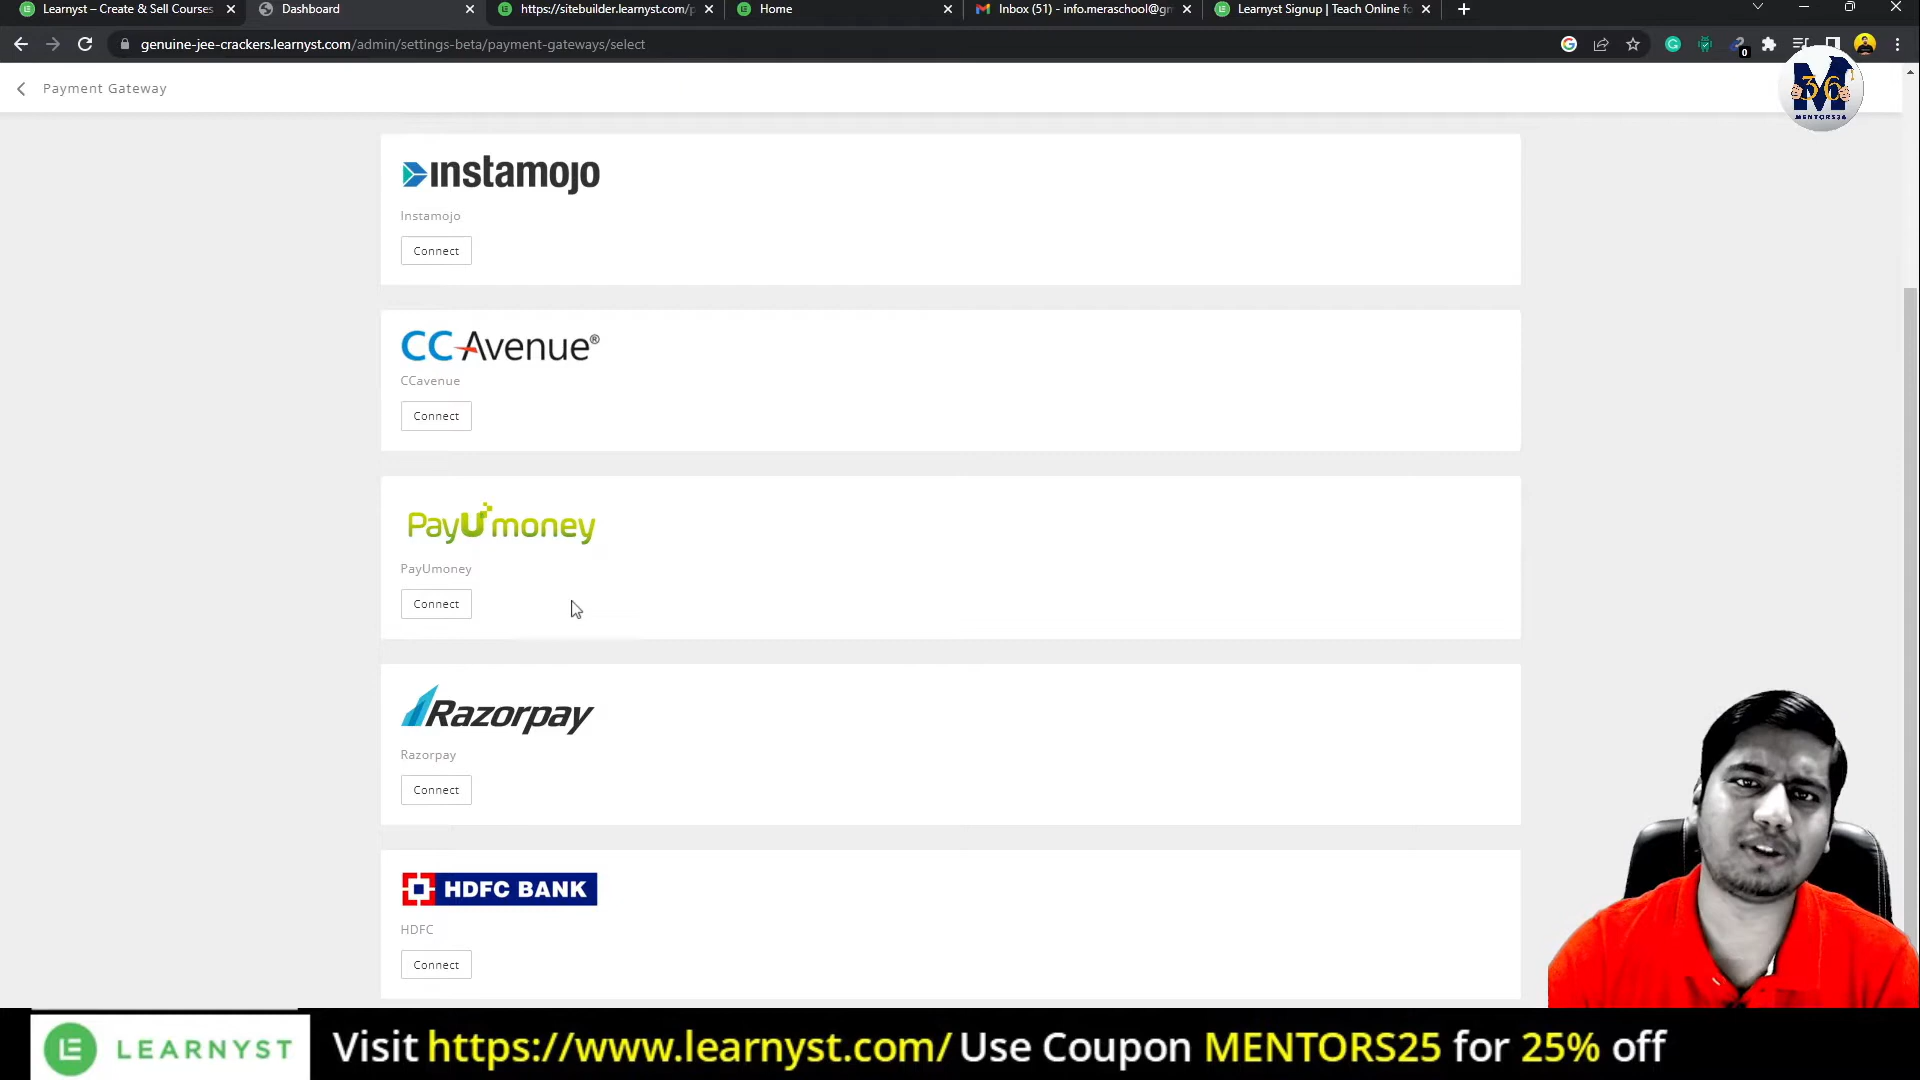 Learnyst – Create & Sell Courses
Dashboard
https://sitebuilder.learnyst.com/p
Home
Inbox (51) - info.meraschool@gm
Learnyst Signup | Teach Online fo
genuine-jee-crackers.learnyst.com/admin/settings-beta/payment-gateways/select
0
Payment Gateway
M 36
MENTORS36
instamojo
Instamojo
Connect
CCAvenue®
CCavenue
Connect
PayUmoney
PayUmoney
Connect
Razorpay
Razorpay
Connect
HDFC BANK
HDFC
Connect
LEARNYST Visit https://www.learnyst.com/ Use Coupon MENTORS25 for 25% off